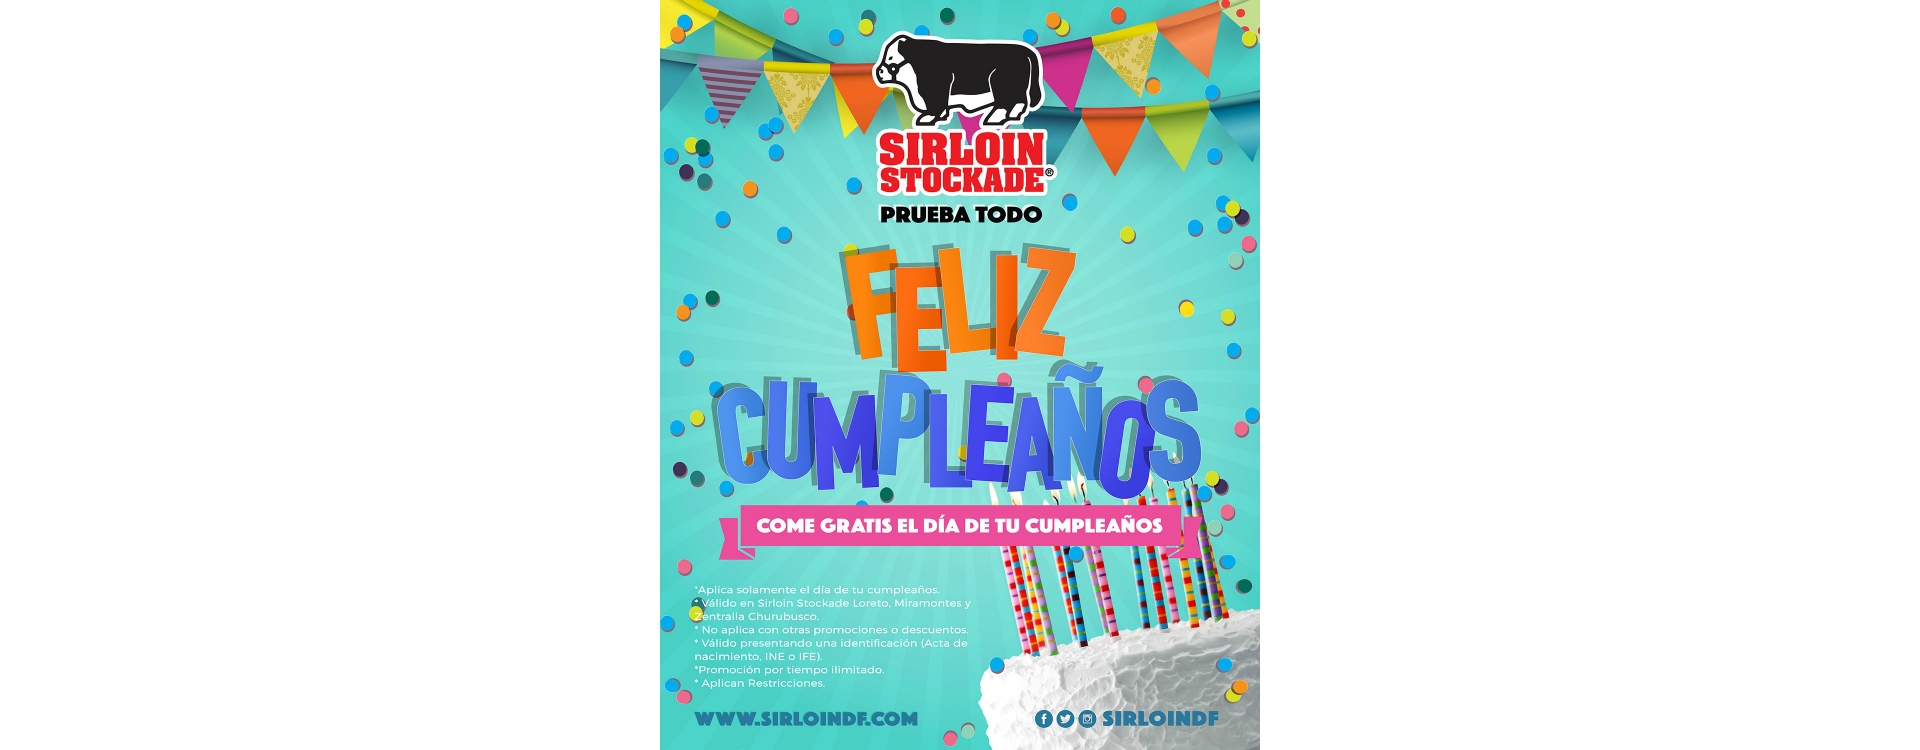 SIRLOIN
STOCKADE®
PRUEBA TODO
FELIZ
CUMPLEAÑOS
COME GRATIS EL DÍA DE TU CUMPLEAÑOS
*Aplica solamente el día de tu cumpleaños.
* Válido en Sirloin Stockade Loreto, Miramontes y
Zentralia Churubusco.
* No aplica con otras promociones o descuentos.
* Válido presentando una identificación (Acta de
nacimiento, INE o IFE).
*Promoción por tiempo ilimitado.
* Aplican Restricciones.
WWW.SIRLOINDF.COM
SIRLOINDF